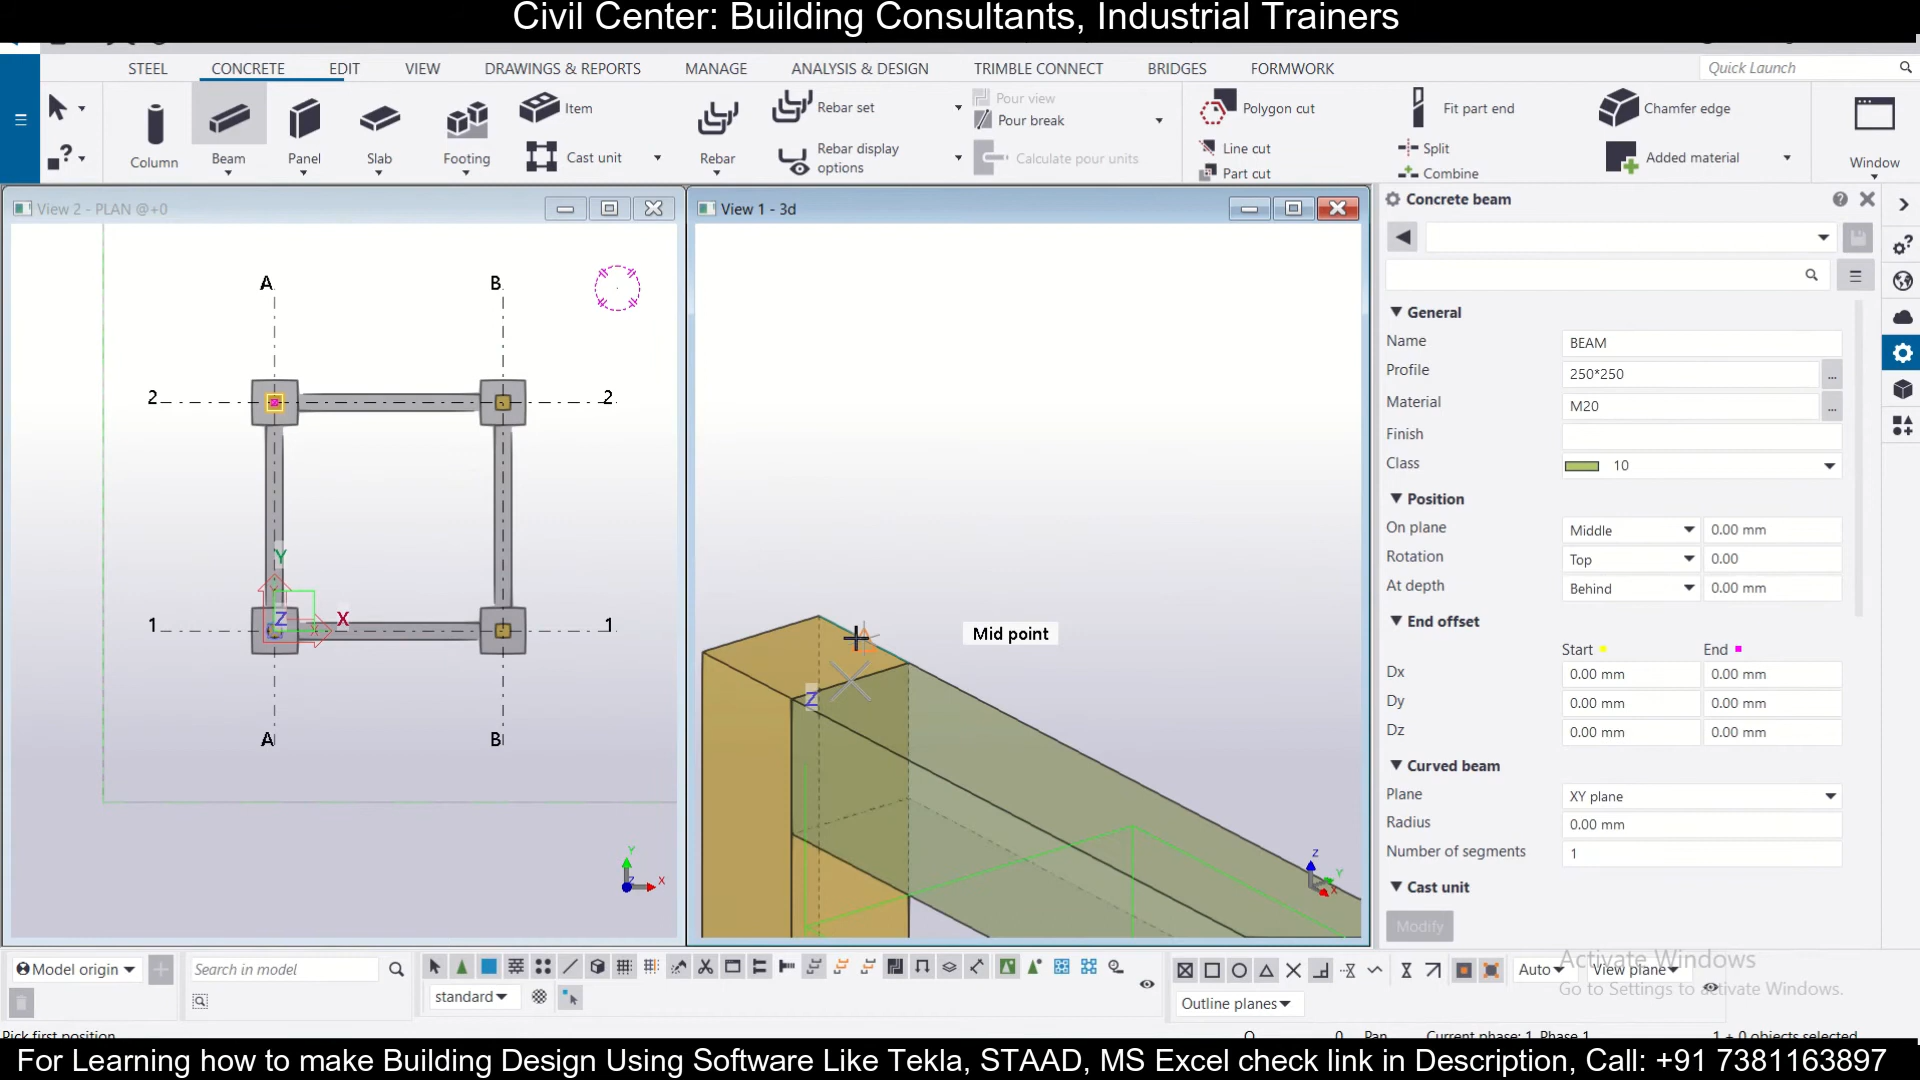 Civil Center: Building Consultants, Industrial Trainers
STEEL CONCRETE EDIT VIEW DRAWINGS & REPORTS MANAGE ANALYSIS & DESIGN TRIMBLE CONNECT BRIDGES FORMWORK Quick Launch
Column Beam Panel Slab Footing Item Cast unit Rebar Rebar set Rebar display options Pour view Pour break Calculate pour units Polygon cut Line cut Part cut Fit part end Split Combine Chamfer edge Added material Window
View 2 - PLAN @+0
View 1 - 3d
A B
2 2
Y
Z X
1 1
A B
Y
Z X
Mid point
Z
Z
Y
X
Concrete beam
General
Name BEAM
Profile 250*250 ...
Material M20 ...
Finish
Class 10
Position
On plane Middle 0.00 mm
Rotation Top 0.00
At depth Behind 0.00 mm
End offset
Start End
Dx 0.00 mm 0.00 mm
Dy 0.00 mm 0.00 mm
Dz 0.00 mm 0.00 mm
Curved beam
Plane XY plane
Radius 0.00 mm
Number of segments 1
Cast unit
Modify
Activate Windows
Go to Settings to activate Windows.
Model origin Search in model Auto View plane
standard Outline planes
Pick first position O 0 Pan Current phase: 1, Phase 1 1 + 0 objects selected
For Learning how to make Building Design Using Software Like Tekla, STAAD, MS Excel check link in Description, Call: +91 7381163897